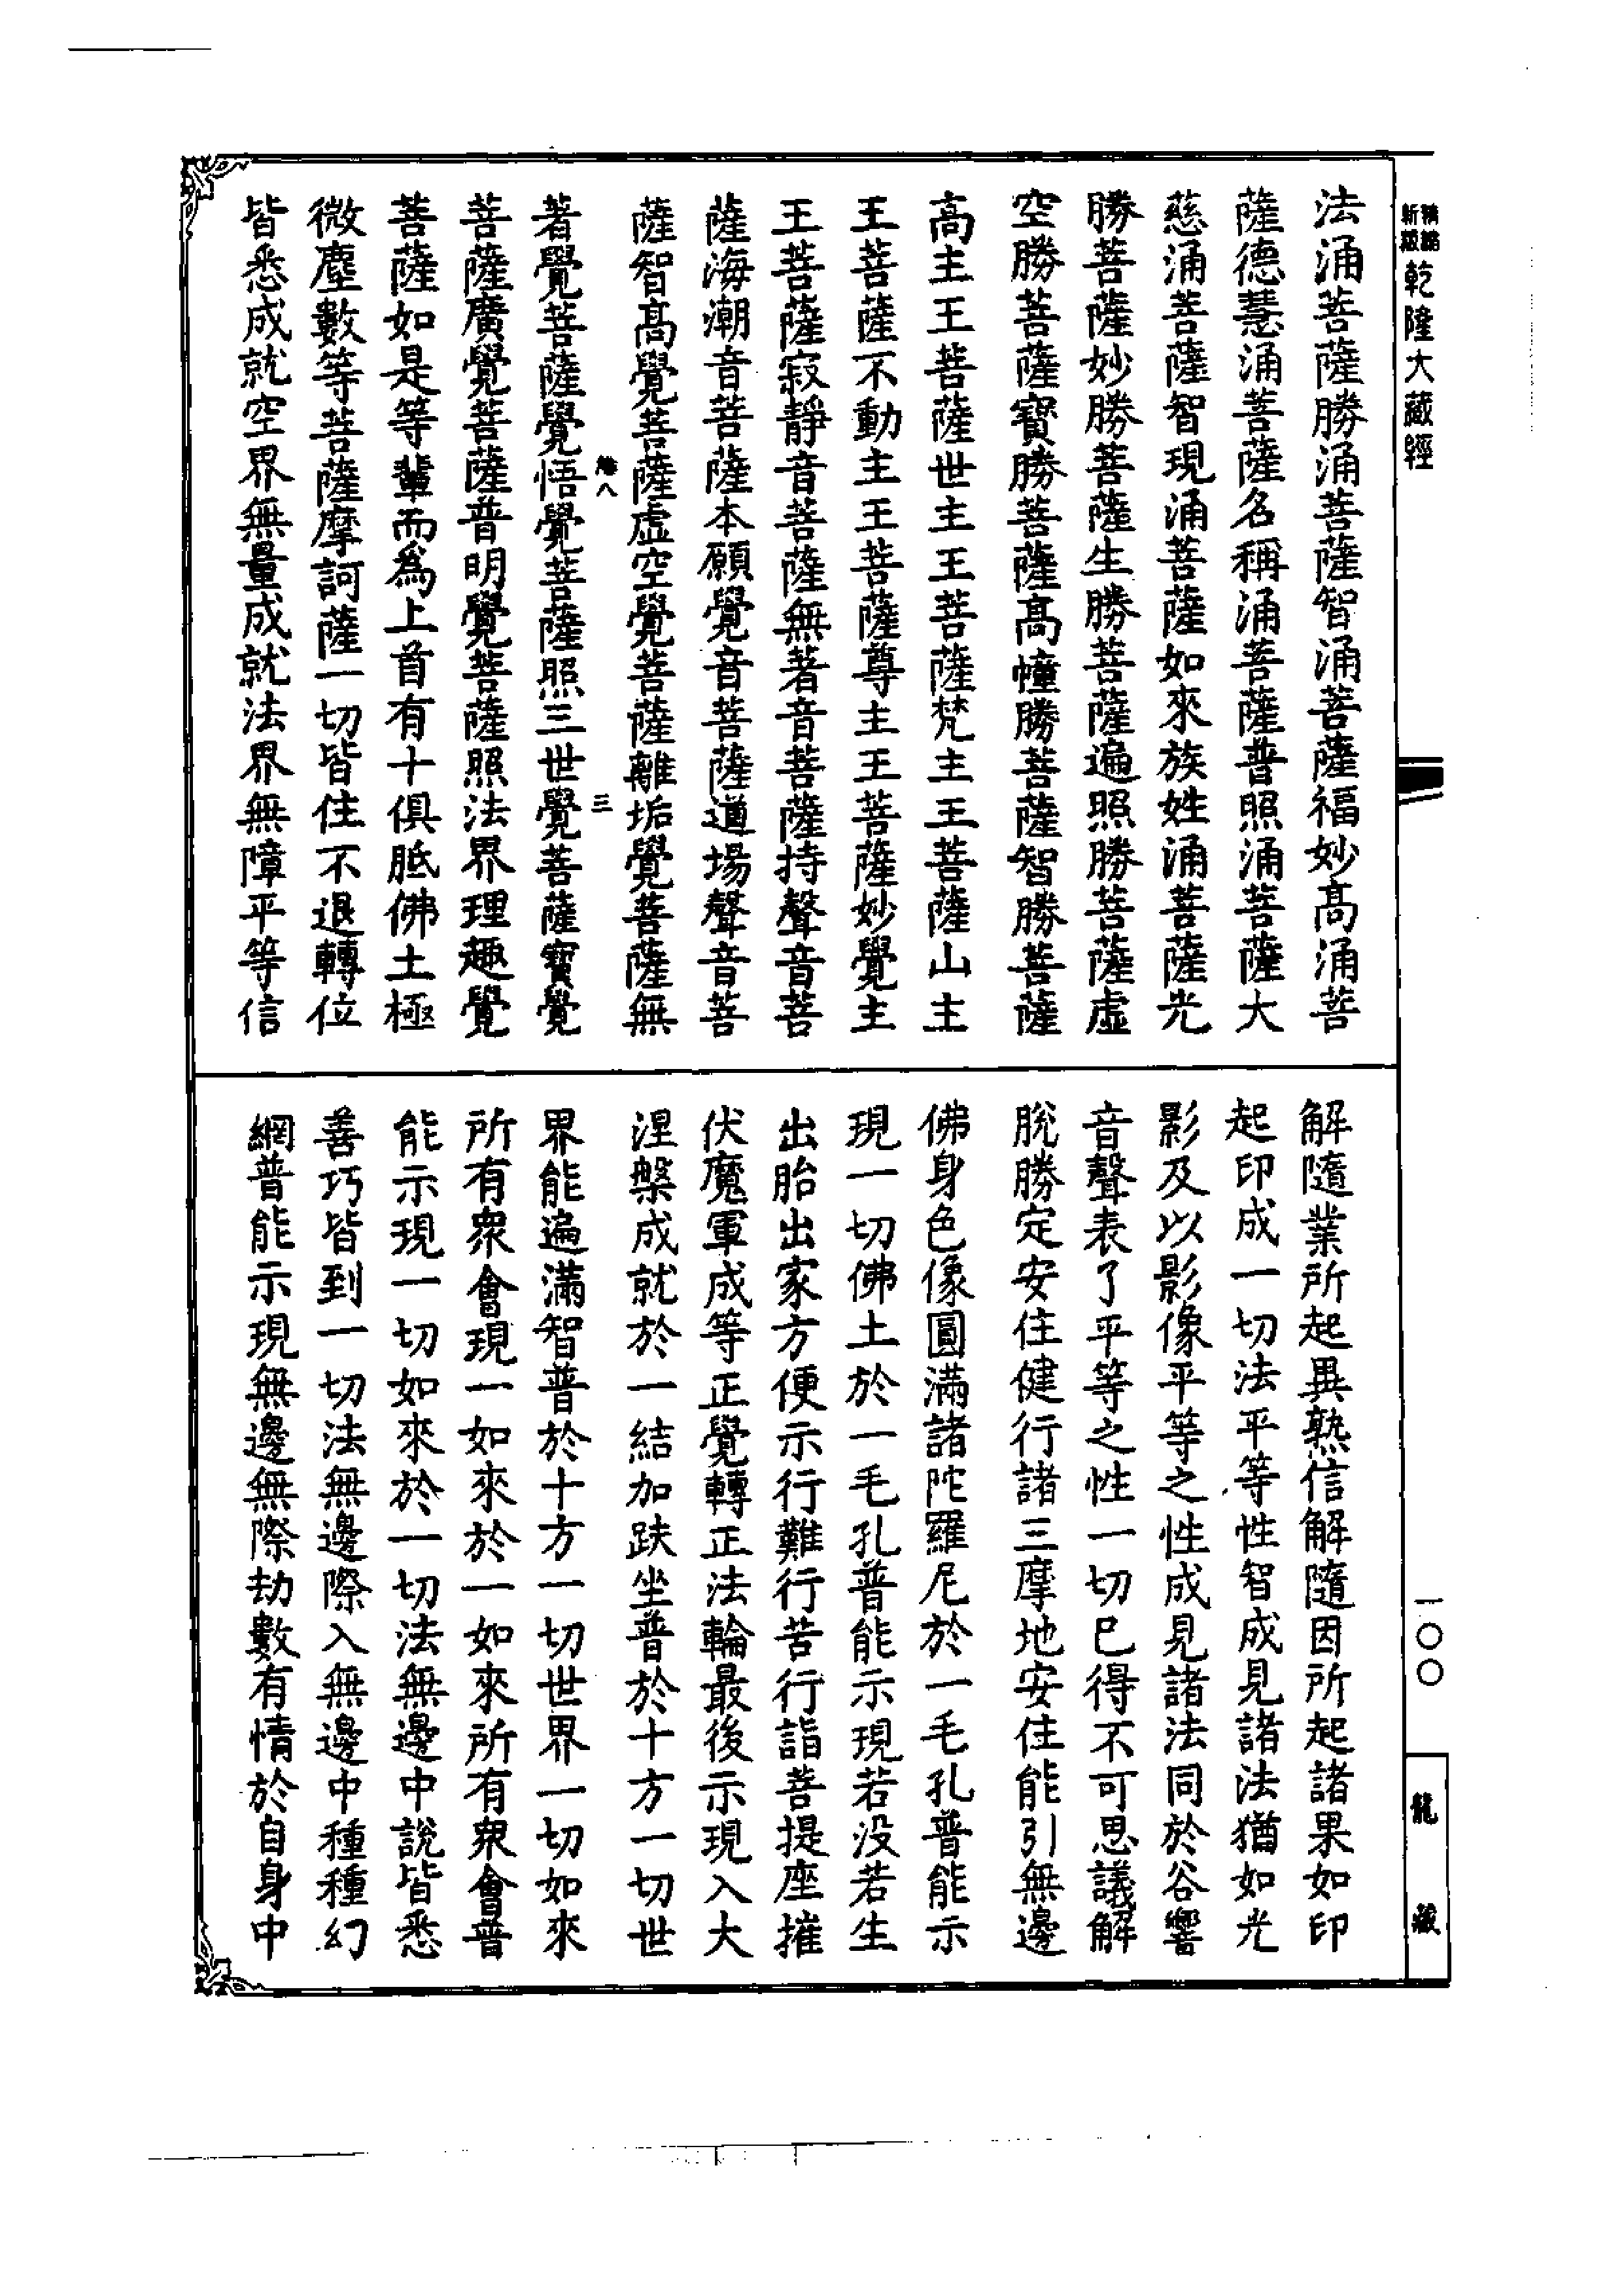 新纂縮版 乾隆大藏經
法涌菩薩勝涌菩薩智涌菩薩福妙高涌菩
薩德慧涌菩薩名稱涌菩薩普照涌菩薩大
慈涌菩薩智現涌菩薩如來族姓涌菩薩光
勝菩薩妙勝菩薩生勝菩薩遍照勝菩薩虛
空勝菩薩寶勝菩薩高幢勝菩薩智勝菩薩
高主王菩薩世主王菩薩梵主王菩薩山主
王菩薩不動主王菩薩尊主王菩薩妙覺主
王菩薩寂靜音菩薩無著音菩薩持聲音菩
薩海潮音菩薩本願覺音菩薩道場聲音菩
薩智高覺菩薩虛空覺菩薩離垢覺菩薩無
卷八 三
著覺菩薩覺悟覺菩薩照三世覺菩薩寶覺
菩薩廣覺菩薩普明覺菩薩照法界理趣覺
菩薩如是等輩而為上首有十俱胝佛土極
微塵數等菩薩摩訶薩一切皆住不退轉位
皆悉成就空界無量成就法界無障平等信
解隨業所起異熟信解隨因所起諸果如印
起印成一切法平等性智成見諸法猶如光
影及以影像平等之性成見諸法同於谷響
音聲表了平等之性一切已得不可思議解
脫勝定安住健行諸三摩地安住能引無邊
佛身色像圓滿諸陀羅尼於一毛孔普能示
現一切佛土於一毛孔普能示現若沒若生
出胎出家方便示行難行苦行詣菩提座摧
伏魔軍成等正覺轉正法輪最後示現入大
涅槃成就於一結加趺坐普於十方一切世
界能遍滿智普於十方一切世界一切如來
所有眾會現一如來於一如來所有眾會普
能示現一切如來於一切法無邊中說皆悉
善巧皆到一切法無邊際入無邊中種種幻
網普能示現無邊無際劫數有情於自身中
一〇〇
龍藏